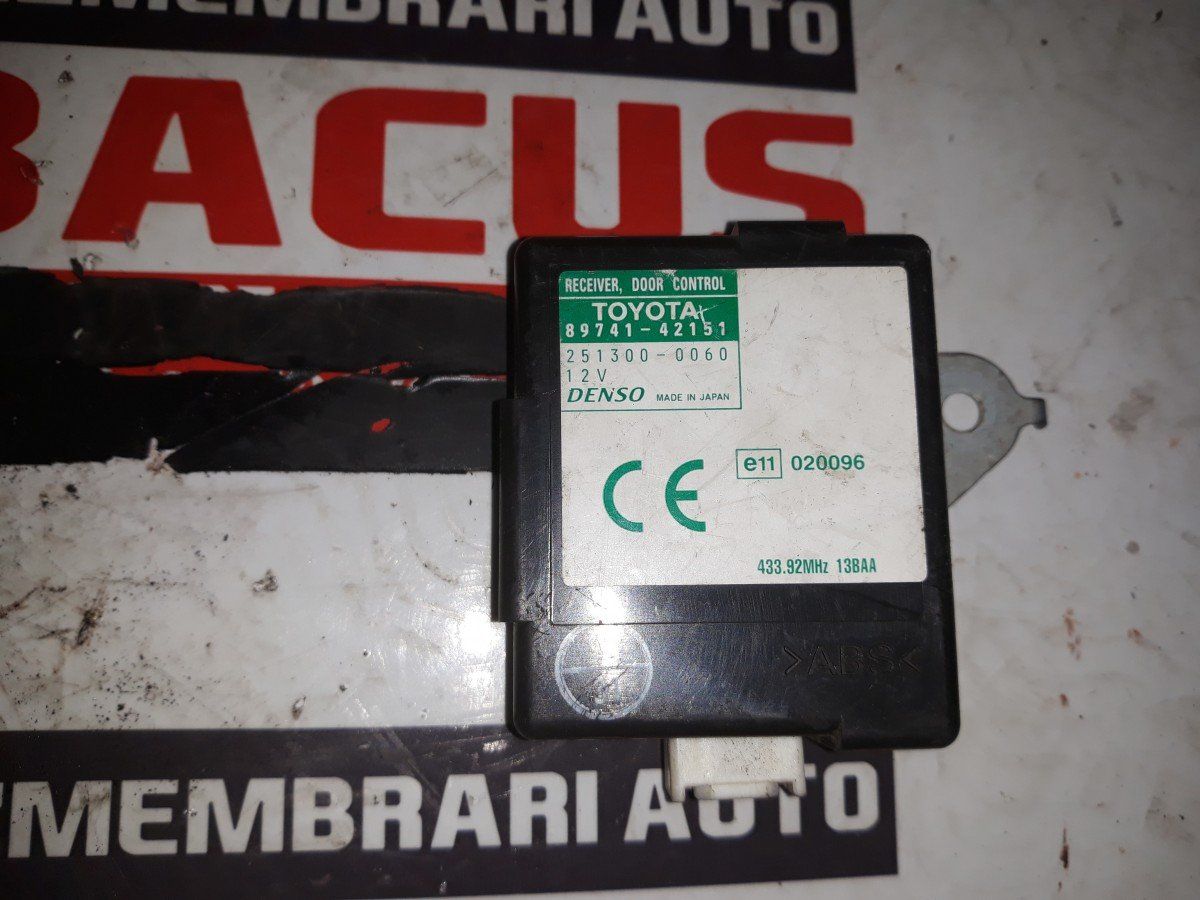 EMEMBRARI AUTO
BACUS
RECEIVER, DOOR CONTROL
TOYOTA
89741-42151
251300-0060
12V
DENSO MADE IN JAPAN
e11 020096
CE
433.92MHz 13BAA
>ABS<
EMEMBRARI AUTO